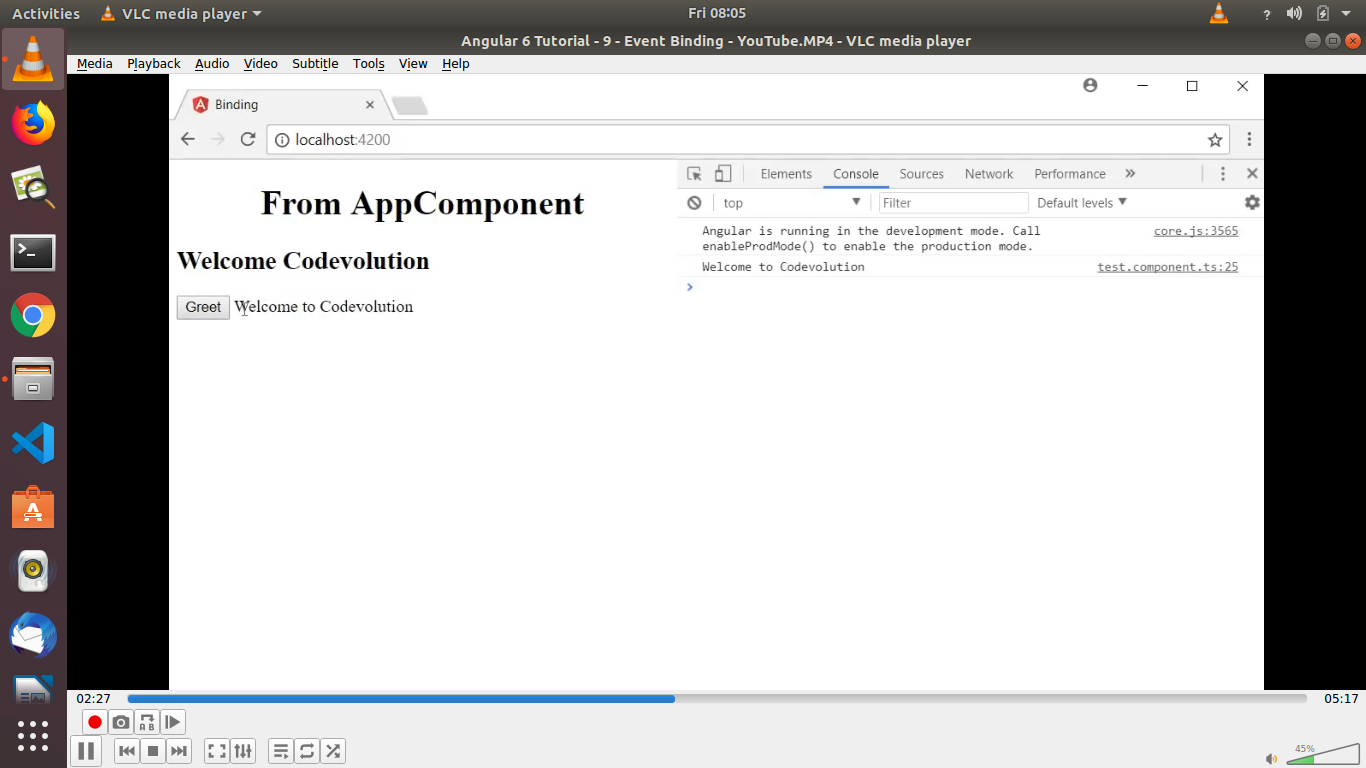 Activities VLC media player Fri 08:05 ?
Angular 6 Tutorial - 9 - Event Binding - YouTube.MP4 - VLC media player
Media Playback Audio Video Subtitle Tools View Help
Binding
localhost:4200
Elements Console Sources Network Performance
top Filter Default levels
From AppComponent
Angular is running in the development mode. Call core.js:3565
enableProdMode() to enable the production mode.
Welcome Codevolution
Welcome to Codevolution test.component.ts:25
Greet Welcome to Codevolution
02:27 05:17
A B
45%